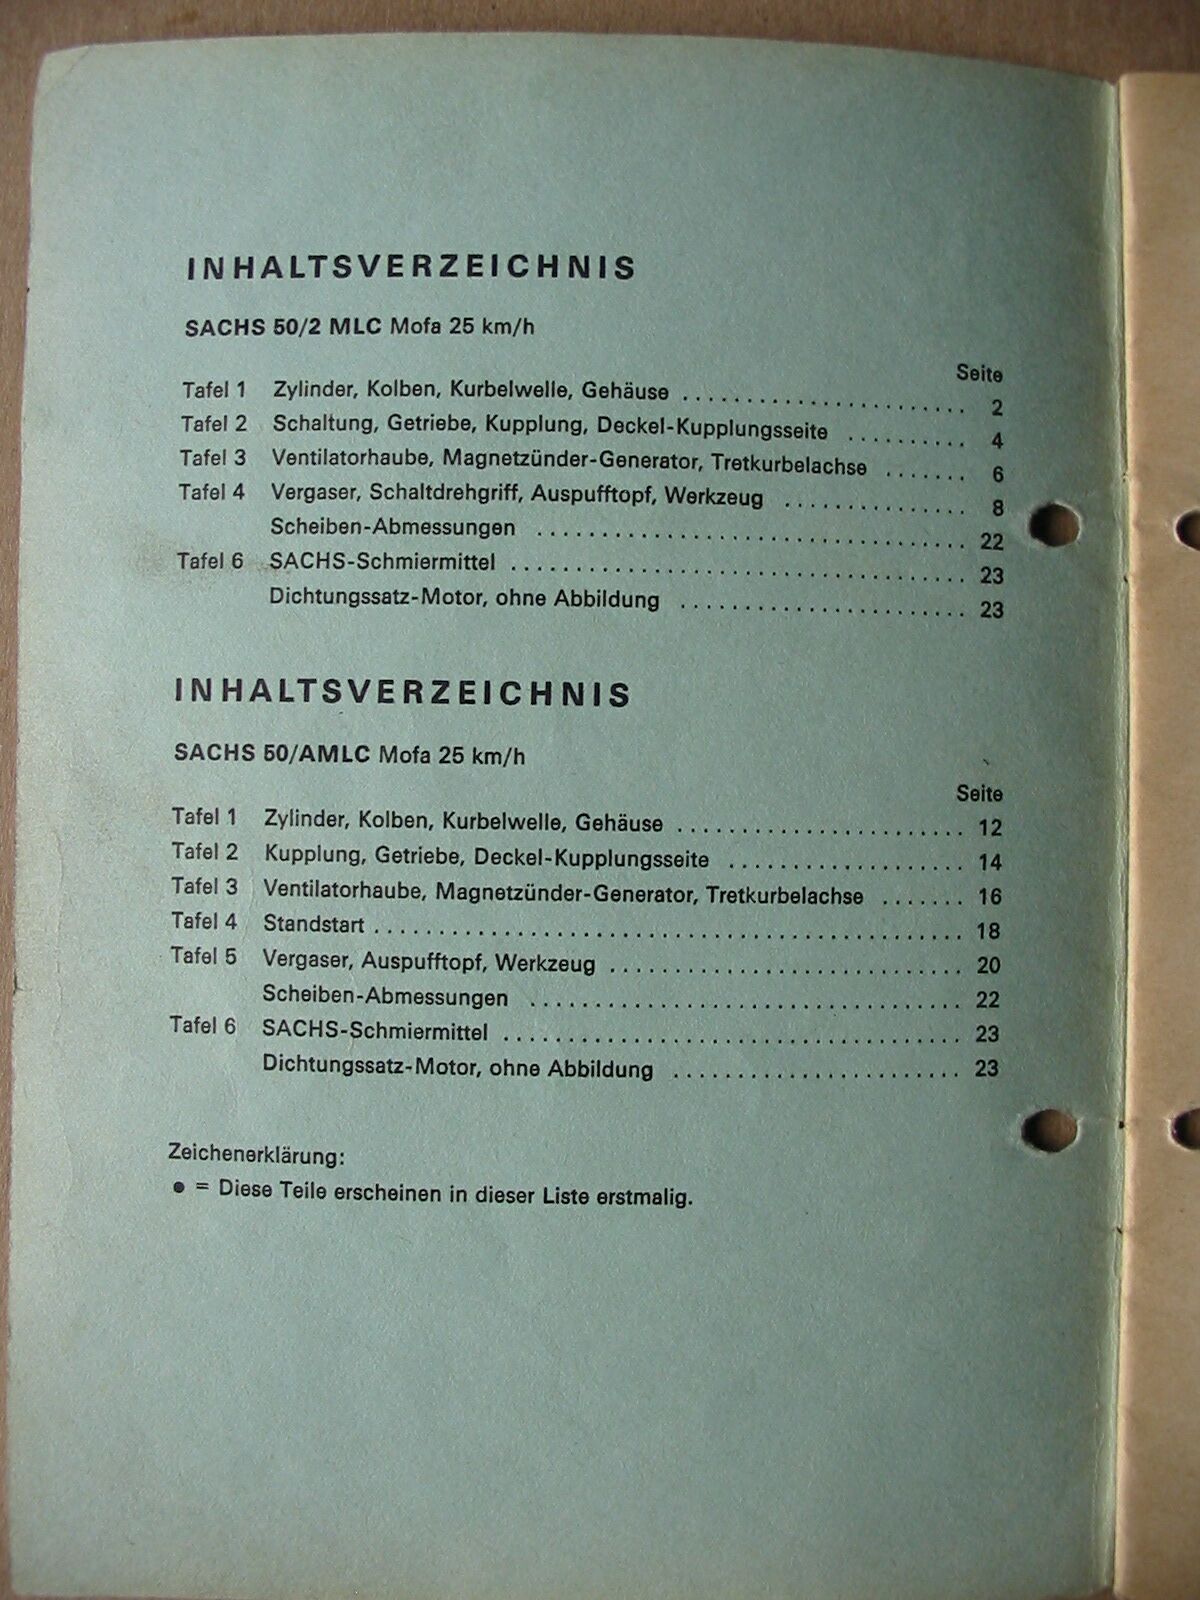 INHALTSVERZEICHNIS
SACHS 50/2 MLC Mofa 25 km/h
Seite
Tafel 1 Zylinder, Kolben, Kurbelwelle, Gehäuse ...................... 2
Tafel 2 Schaltung, Getriebe, Kupplung, Deckel-Kupplungsseite .......... 4
Tafel 3 Ventilatorhaube, Magnetzünder-Generator, Tretkurbelachse ....... 6
Tafel 4 Vergaser, Schaltdrehgriff, Auspufftopf, Werkzeug ............... 8
Scheiben-Abmessungen .................................. 22
Tafel 6 SACHS-Schmiermittel .................................... 23
Dichtungssatz-Motor, ohne Abbildung ....................... 23
INHALTSVERZEICHNIS
SACHS 50/AMLC Mofa 25 km/h
Seite
Tafel 1 Zylinder, Kolben, Kurbelwelle, Gehäuse ....................... 12
Tafel 2 Kupplung, Getriebe, Deckel-Kupplungsseite ................... 14
Tafel 3 Ventilatorhaube, Magnetzünder-Generator, Tretkurbelachse ....... 16
Tafel 4 Standstart .............................................. 18
Tafel 5 Vergaser, Auspufftopf, Werkzeug ............................ 20
Scheiben-Abmessungen .................................. 22
Tafel 6 SACHS-Schmiermittel .................................... 23
Dichtungssatz-Motor, ohne Abbildung ....................... 23
Zeichenerklärung:
● = Diese Teile erscheinen in dieser Liste erstmalig.